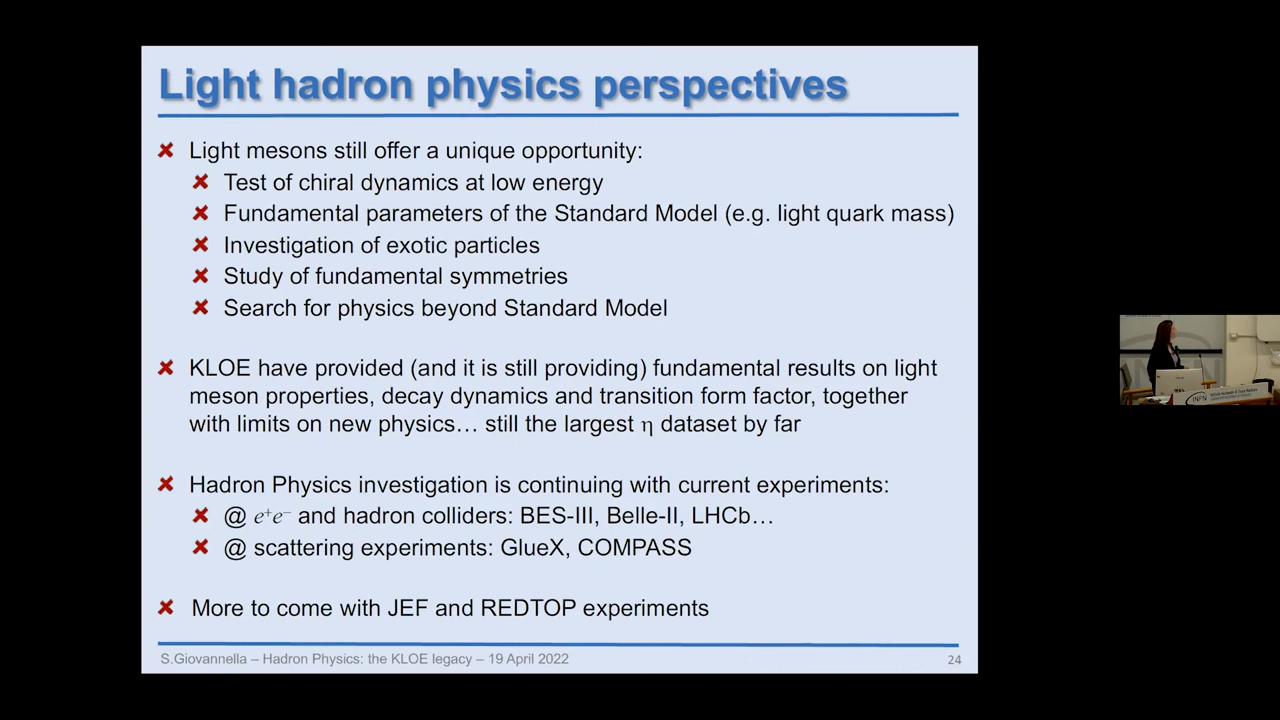 Light hadron physics perspectives
✘ Light mesons still offer a unique opportunity:
✘ Test of chiral dynamics at low energy
✘ Fundamental parameters of the Standard Model (e.g. light quark mass)
✘ Investigation of exotic particles
✘ Study of fundamental symmetries
✘ Search for physics beyond Standard Model
✘ KLOE have provided (and it is still providing) fundamental results on light
meson properties, decay dynamics and transition form factor, together
with limits on new physics… still the largest η dataset by far
✘ Hadron Physics investigation is continuing with current experiments:
✘ @ e⁺e⁻ and hadron colliders: BES-III, Belle-II, LHCb…
✘ @ scattering experiments: GlueX, COMPASS
✘ More to come with JEF and REDTOP experiments
S.Giovannella – Hadron Physics: the KLOE legacy – 19 April 2022
24
INFN